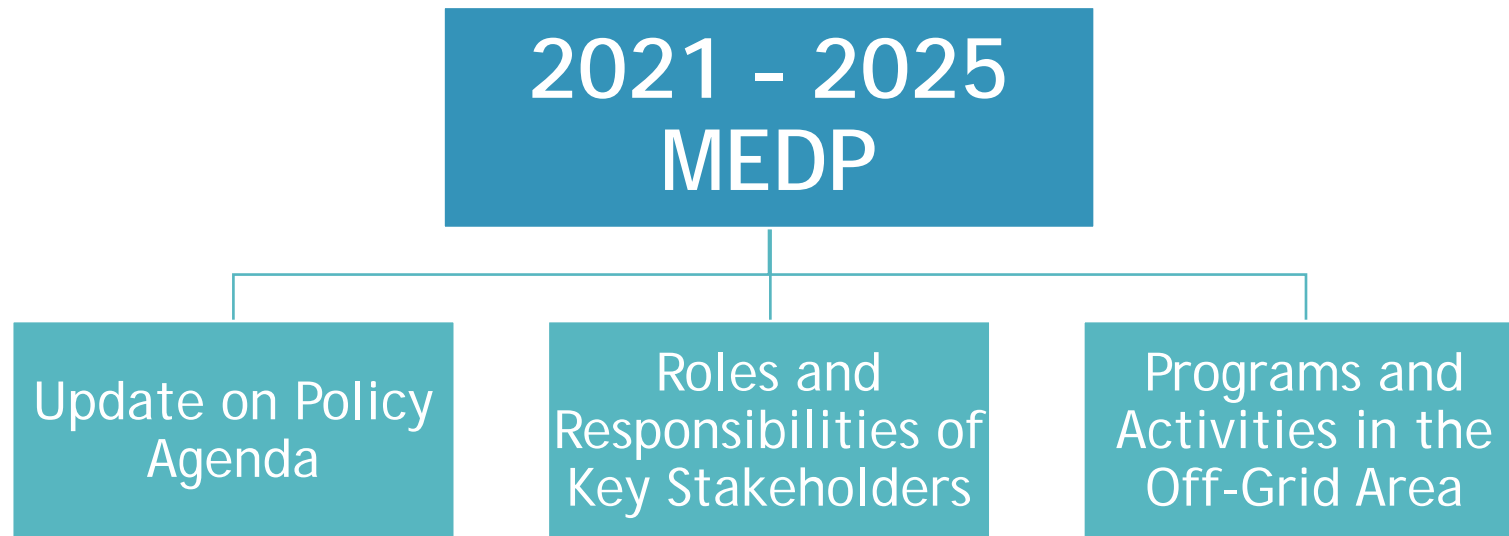 2021 – 2025
MEDP
Update on Policy
Agenda
Roles and
Responsibilities of
Key Stakeholders
Programs and
Activities in the
Off-Grid Area